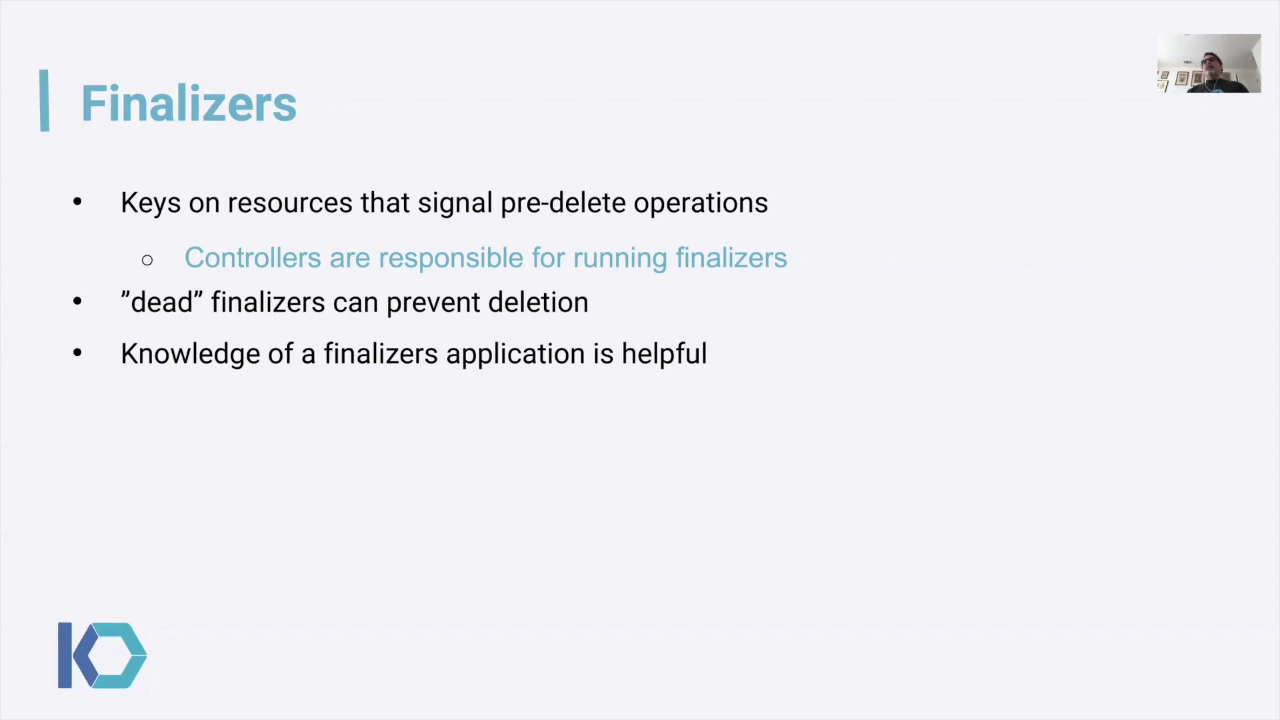 Finalizers
• Keys on resources that signal pre-delete operations
○ Controllers are responsible for running finalizers
• ”dead” finalizers can prevent deletion
• Knowledge of a finalizers application is helpful